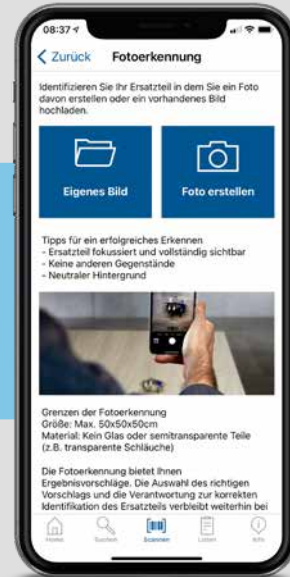 08:37
Zurück Fotoerkennung
Identifizieren Sie Ihr Ersatzteil in dem Sie ein Foto
davon erstellen oder ein vorhandenes Bild
hochladen.
Eigenes Bild Foto erstellen
Tipps für ein erfolgreiches Erkennen
- Ersatzteil fokussiert und vollständig sichtbar
- Keine anderen Gegenstände
- Neutraler Hintergrund
Grenzen der Fotoerkennung
Größe: Max. 50x50x50cm
Material: Kein Glas oder semitransparente Teile
(z.B. transparente Schläuche)
Die Fotoerkennung bietet Ihnen
Ergebnisvorschläge. Die Auswahl des richtigen
Vorschlags und die Verantwortung zur korrekten
Identifikation des Ersatzteils verbleibt weiterhin bei
Home Suchen Scannen Listen Info